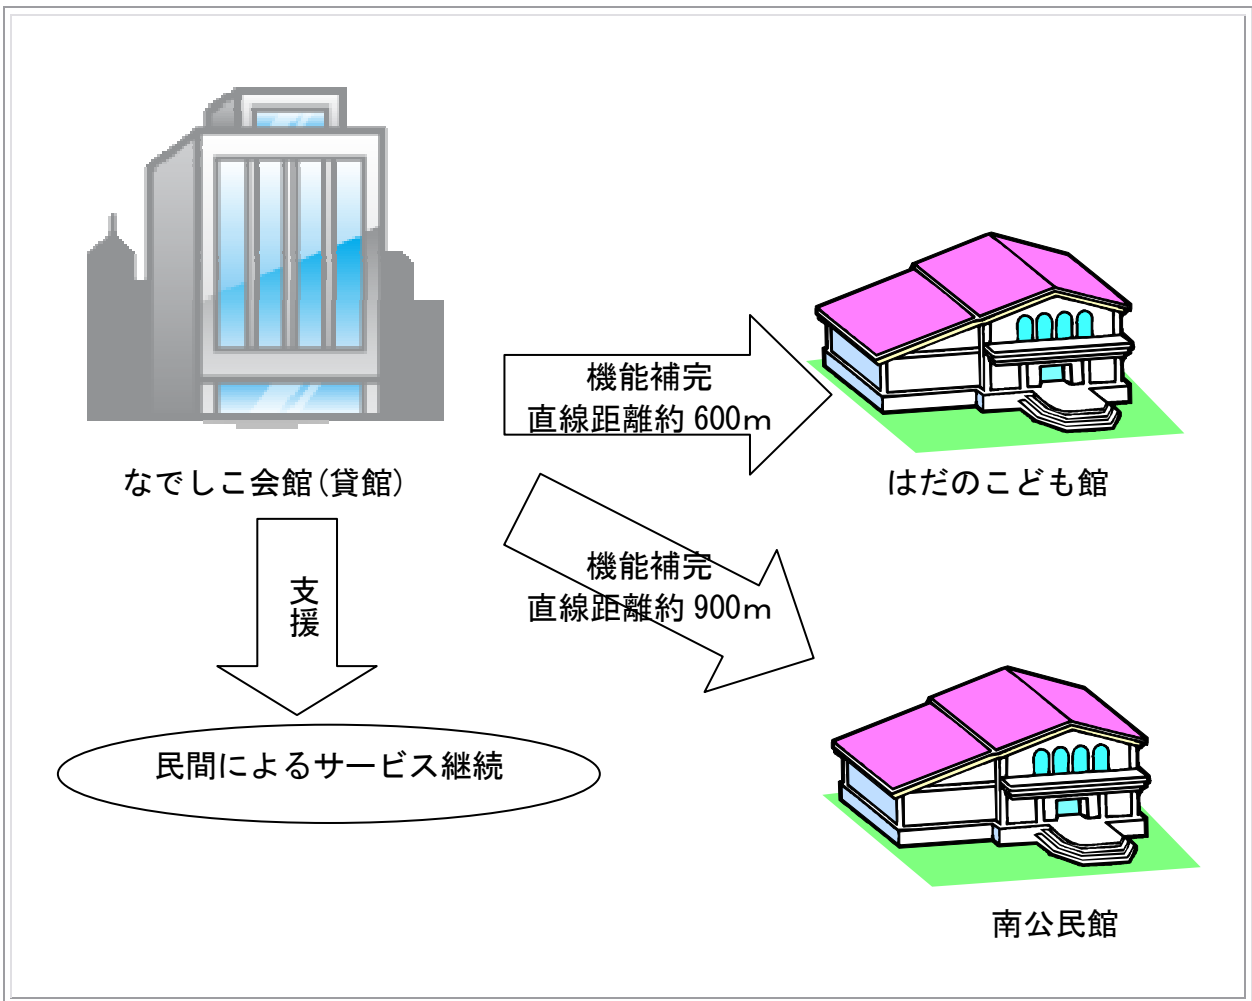 機能補完
直線距離約 600ｍ
なでしこ会館(貸館)
はだのこども館
支援
機能補完
直線距離約 900ｍ
民間によるサービス継続
南公民館